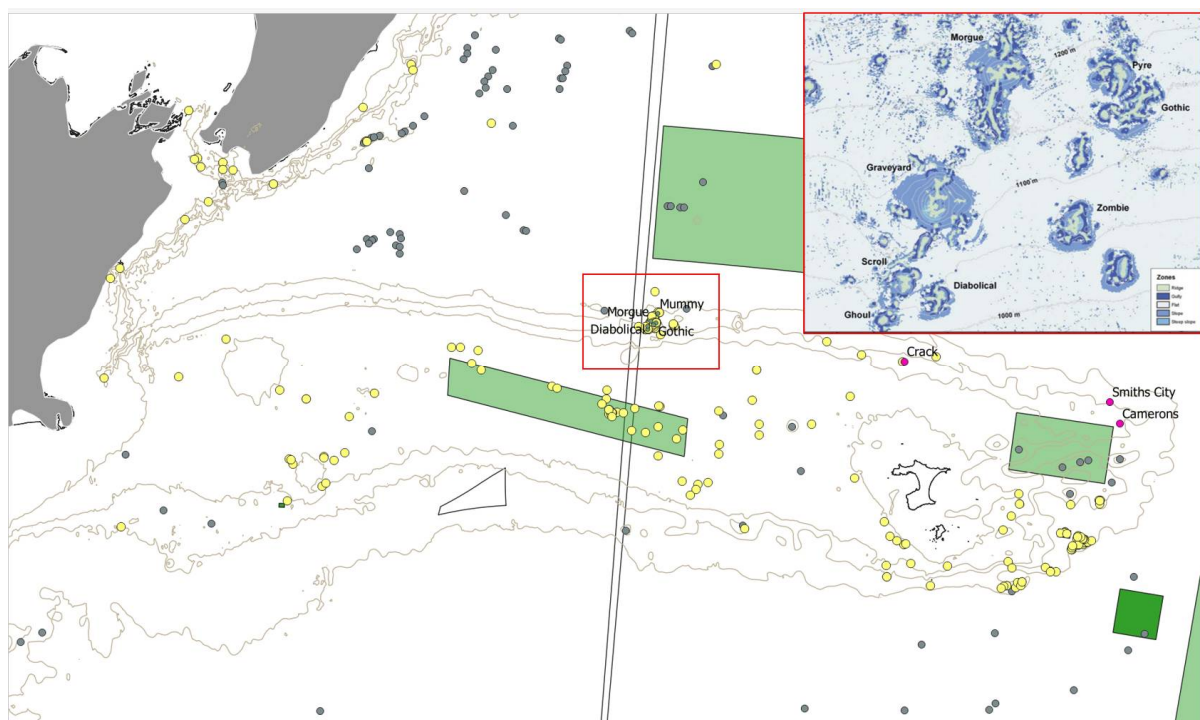 Morgue
1200 m
Pyre
Gothic
Graveyard
1100 m
Zombie
Scroll
Diabolical
Ghoul
1000 m
Zones
Ridge
Gully
Flat
Slope
Steep slope
Mummy
Morgue
Diabolical
Gothic
Crack
Smiths City
Camerons